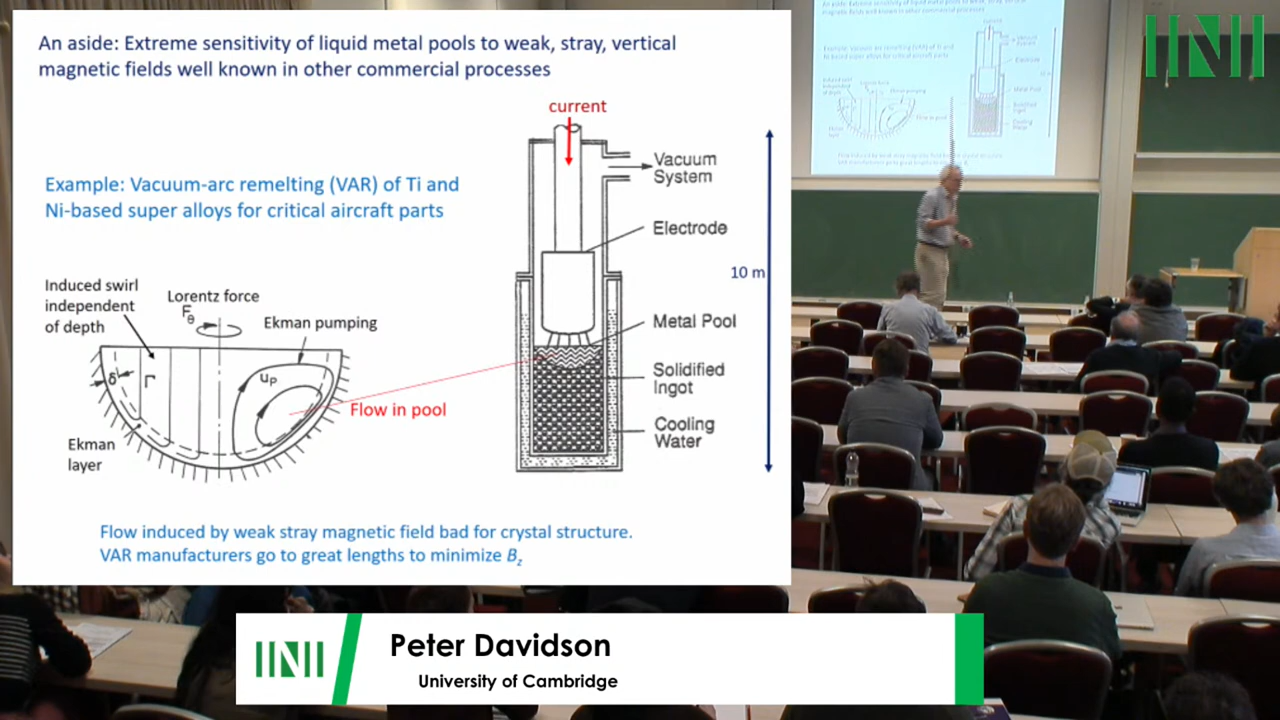 An aside: Extreme sensitivity of liquid metal pools to weak, stray, vertical
magnetic fields well known in other commercial processes
Example: Vacuum-arc remelting (VAR) of Ti and
Ni-based super alloys for critical aircraft parts
current
Vacuum
System
Electrode
10 m
Metal Pool
Solidified
Ingot
Cooling
Water
Induced swirl
independent
of depth
Lorentz force
Fθ
Ekman pumping
δ
Γ
uP
Flow in pool
Ekman
layer
Flow induced by weak stray magnetic field bad for crystal structure.
VAR manufacturers go to great lengths to minimize Bz
INI
INI
Peter Davidson
University of Cambridge